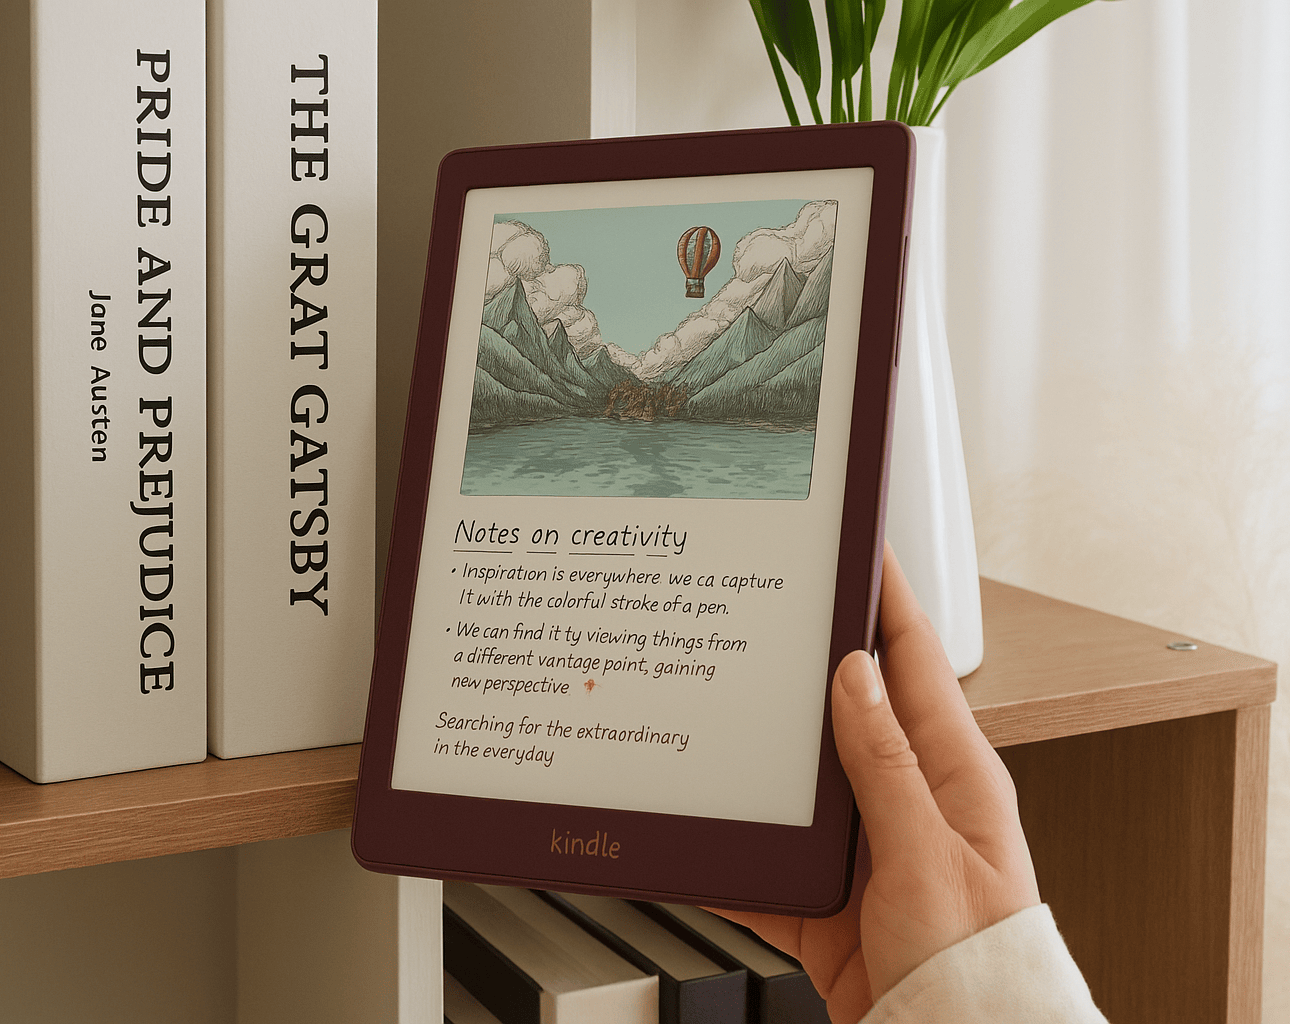 PRIDE AND PREJUDICE
Jane Austen
THE GRAT GATSBY
Notes on creativity
• Inspiration is everywhere. we ca capture
It with the colorful stroke of a pen.
• We can find it ty viewing things from
a different vantage point, gaining
new perspective
Searching for the extraordinary
in the everyday
kindle